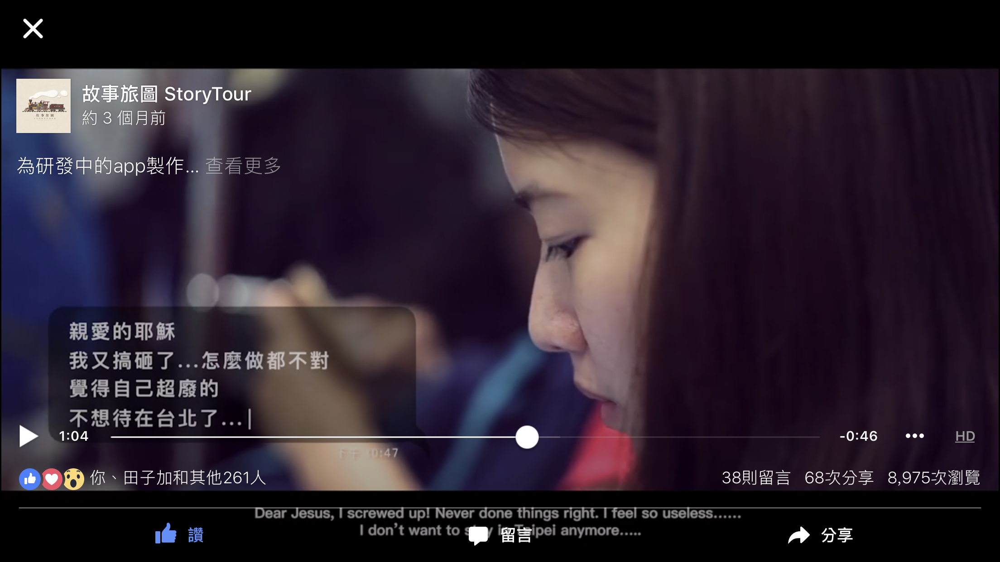 故事旅圖 StoryTour
約 3 個月前
故事旅圖
STORYTOUR
為研發中的app製作... 查看更多
親愛的耶穌
我又搞砸了...怎麼做都不對
覺得自己超廢的
不想待在台北了...|
1:04
-0:46
HD
下午 0:47
你、田子加和其他261人
38則留言 68次分享 8,975次瀏覽
Dear Jesus, I screwed up! Never done things right. I feel so useless......
I don't want to in Taipei anymore.....
讚
留言
分享